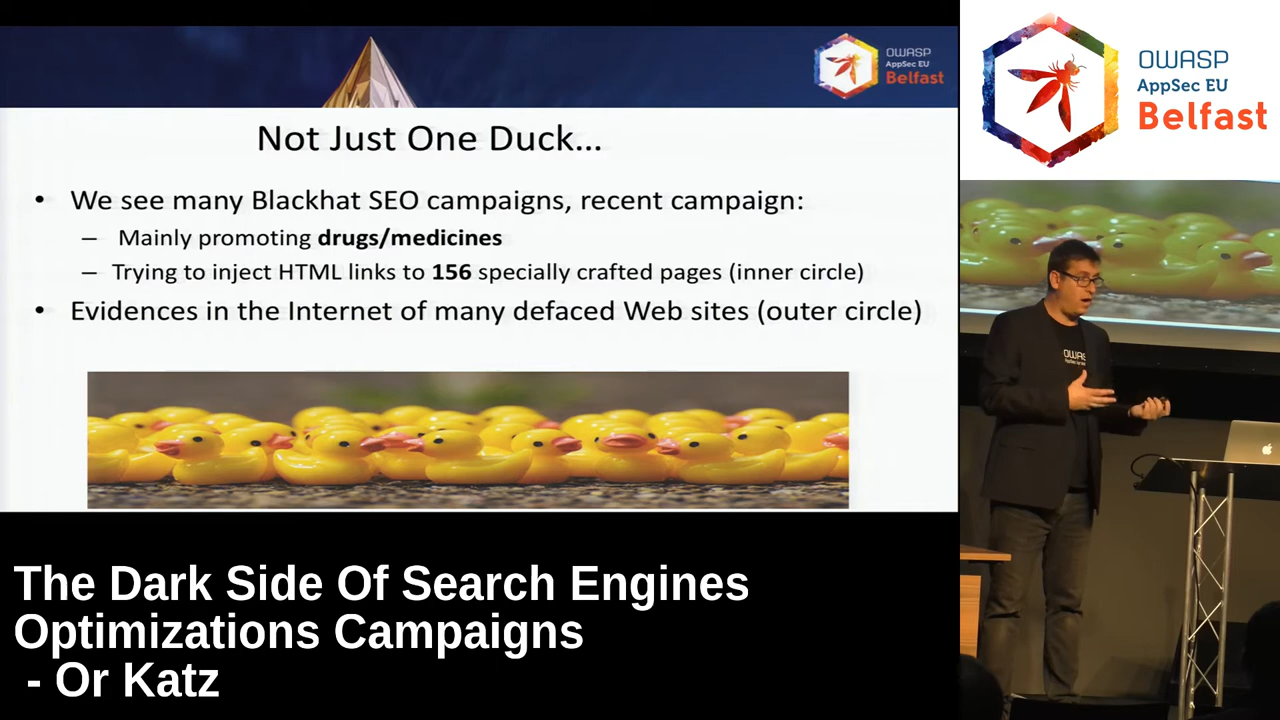 OWASP
AppSec EU
Belfast
Not Just One Duck...
• We see many Blackhat SEO campaigns, recent campaign:
– Mainly promoting drugs/medicines
– Trying to inject HTML links to 156 specially crafted pages (inner circle)
• Evidences in the Internet of many defaced Web sites (outer circle)
OWASP
AppSec EU
Belfast
The Dark Side Of Search Engines
Optimizations Campaigns
- Or Katz